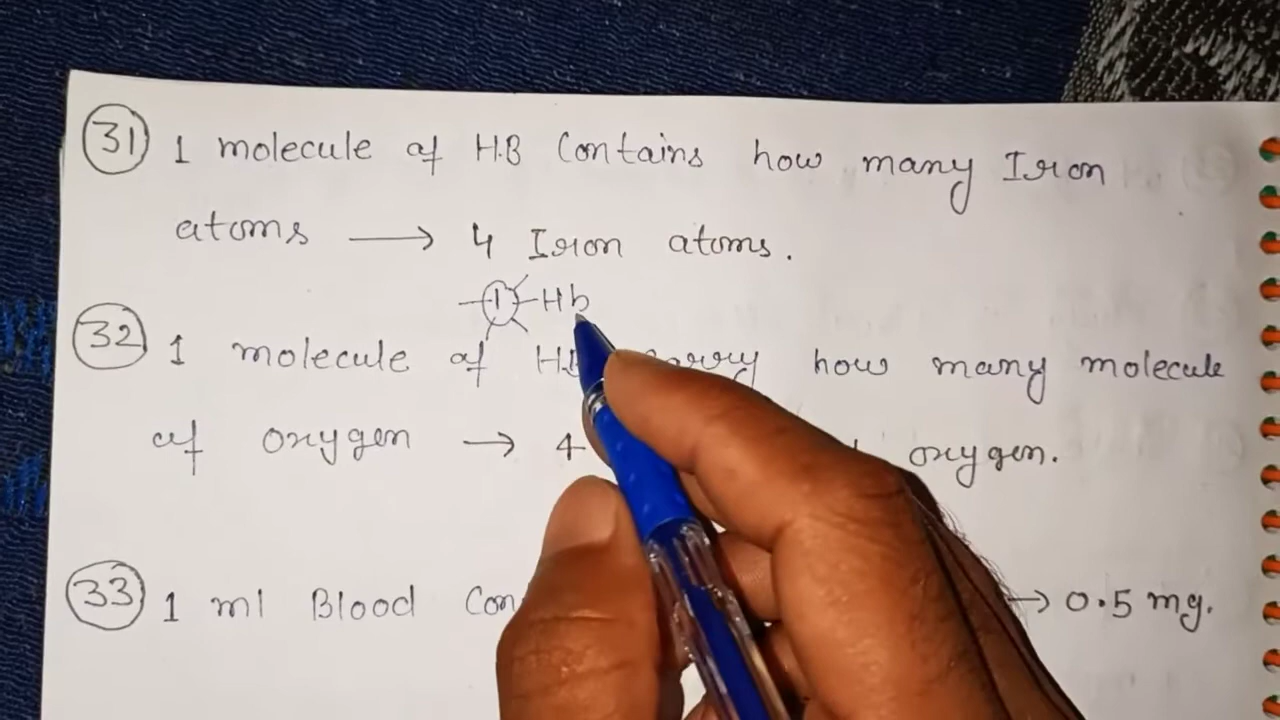 31 1 molecule of H.B Contains how many Iron
atoms → 4 Iron atoms.
1 Hb
32 1 molecule of how many molecule
of oxygen → 4 oxygen.
33 1 ml Blood → 0.5 mg.